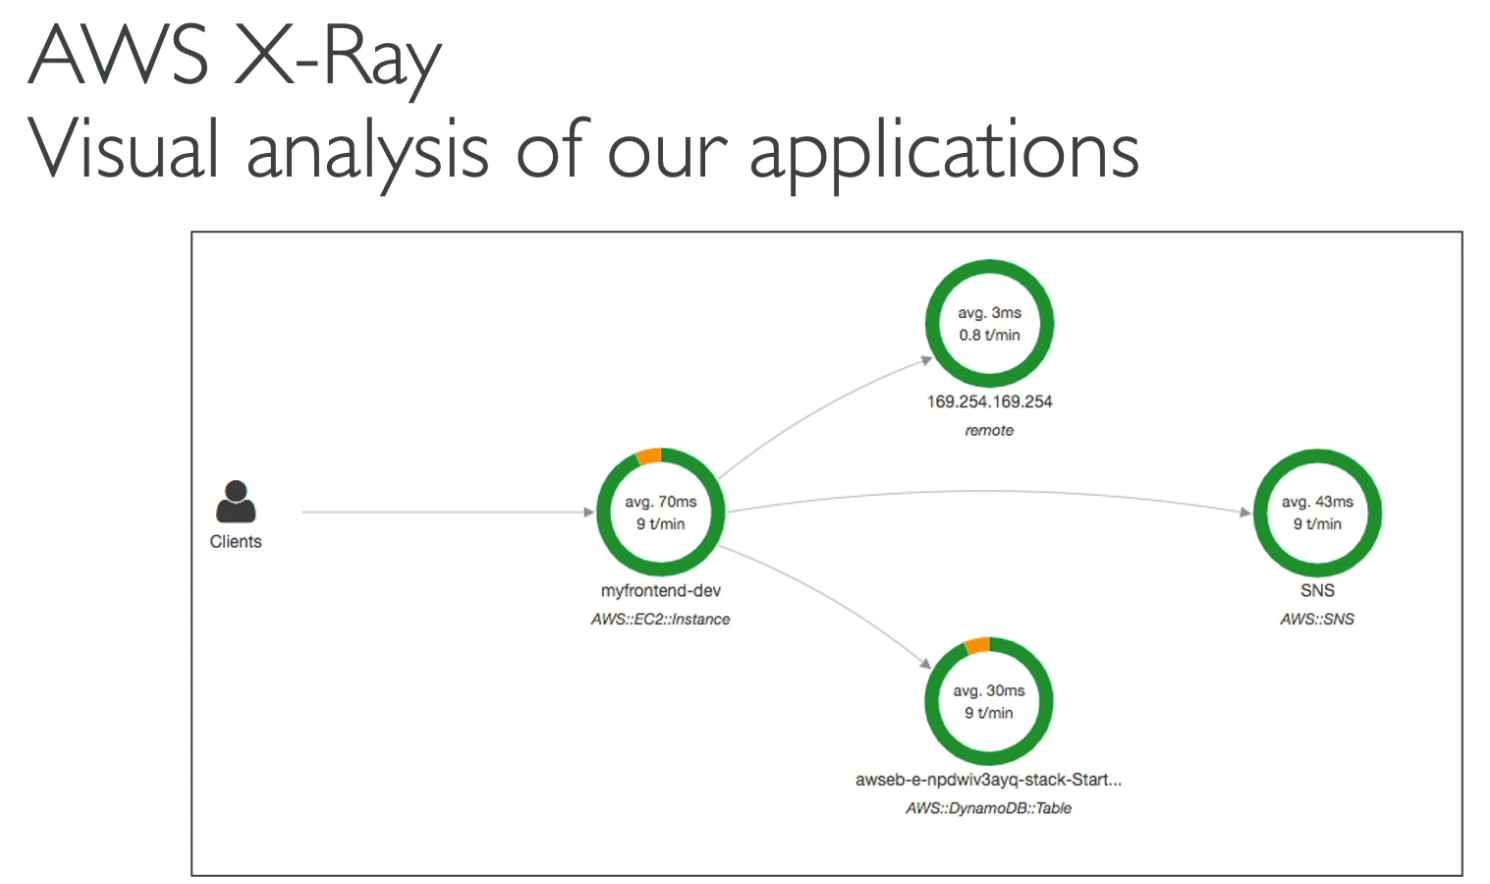 AWS X-Ray
Visual analysis of our applications
avg. 3ms
0.8 t/min
169.254.169.254
remote
Clients
avg. 70ms
9 t/min
myfrontend-dev
AWS::EC2::Instance
avg. 43ms
9 t/min
SNS
AWS::SNS
avg. 30ms
9 t/min
awseb-e-npdwiv3ayq-stack-Start...
AWS::DynamoDB::Table